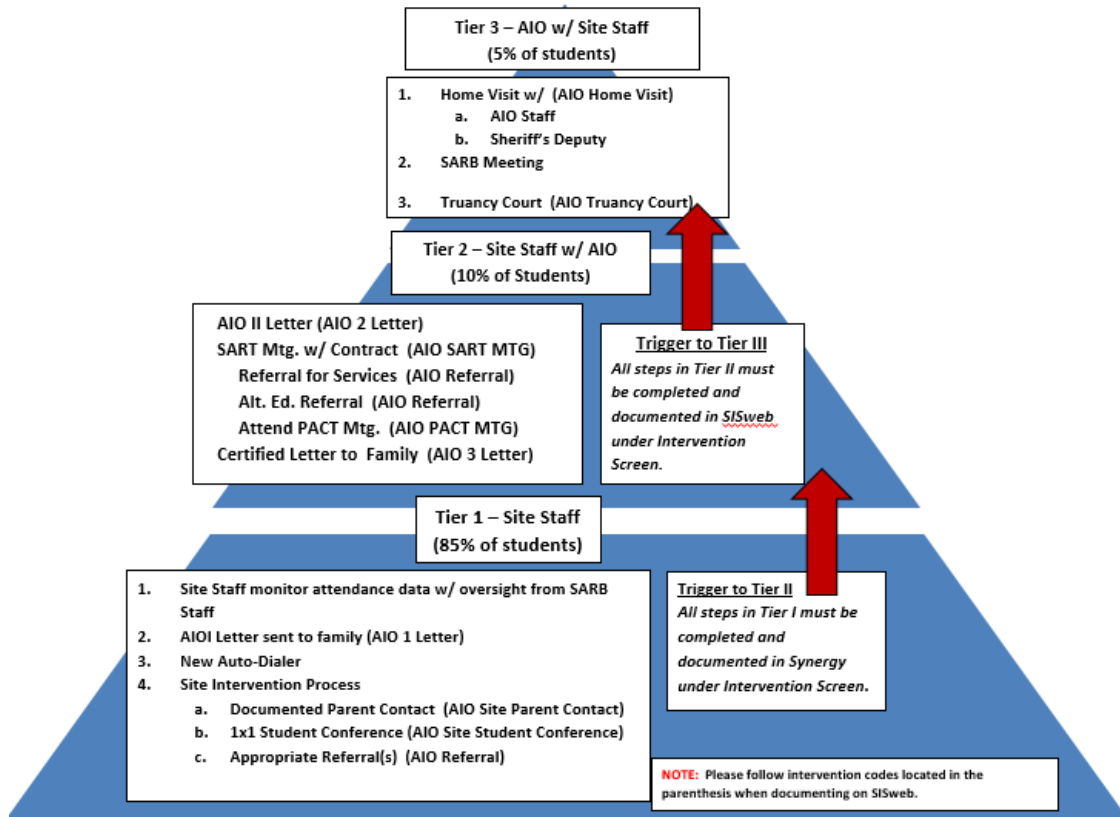 Tier 3 – AIO w/ Site Staff
(5% of students)
1. Home Visit w/ (AIO Home Visit)
a. AIO Staff
b. Sheriff's Deputy
2. SARB Meeting
3. Truancy Court (AIO Truancy Court)
Tier 2 – Site Staff w/ AIO
(10% of Students)
AIO II Letter (AIO 2 Letter)
SART Mtg. w/ Contract (AIO SART MTG)
Referral for Services (AIO Referral)
Alt. Ed. Referral (AIO Referral)
Attend PACT Mtg. (AIO PACT MTG)
Certified Letter to Family (AIO 3 Letter)
Trigger to Tier III
All steps in Tier II must
be completed and
documented in SISweb
under Intervention
Screen.
Tier 1 – Site Staff
(85% of students)
1. Site Staff monitor attendance data w/ oversight from SARB
Staff
2. AIOI Letter sent to family (AIO 1 Letter)
3. New Auto-Dialer
4. Site Intervention Process
a. Documented Parent Contact (AIO Site Parent Contact)
b. 1x1 Student Conference (AIO Site Student Conference)
c. Appropriate Referral(s) (AIO Referral)
Trigger to Tier II
All steps in Tier I must be
completed and
documented in Synergy
under Intervention Screen.
NOTE: Please follow intervention codes located in the
parenthesis when documenting on SISweb.